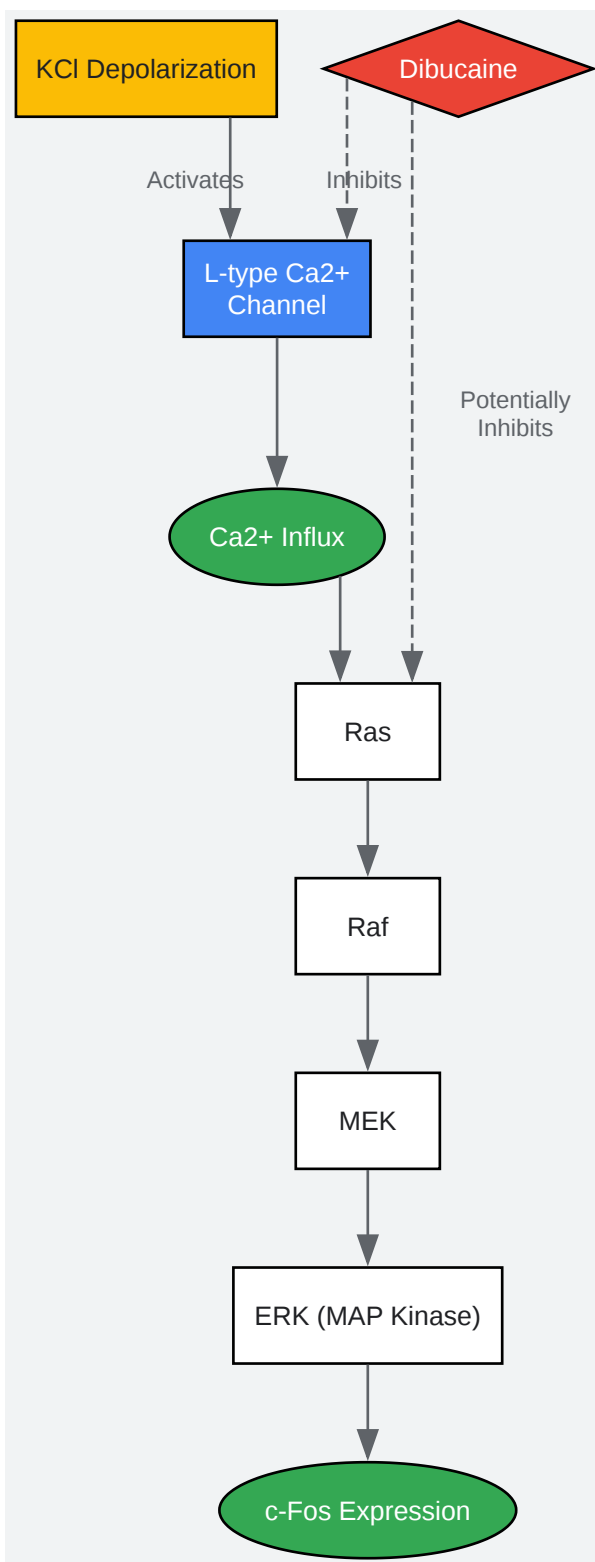 KCl Depolarization
Dibucaine
Activates
Inhibits
L-type Ca2+
Channel
Potentially
Inhibits
Ca2+ Influx
Ras
Raf
MEK
ERK (MAP Kinase)
c-Fos Expression